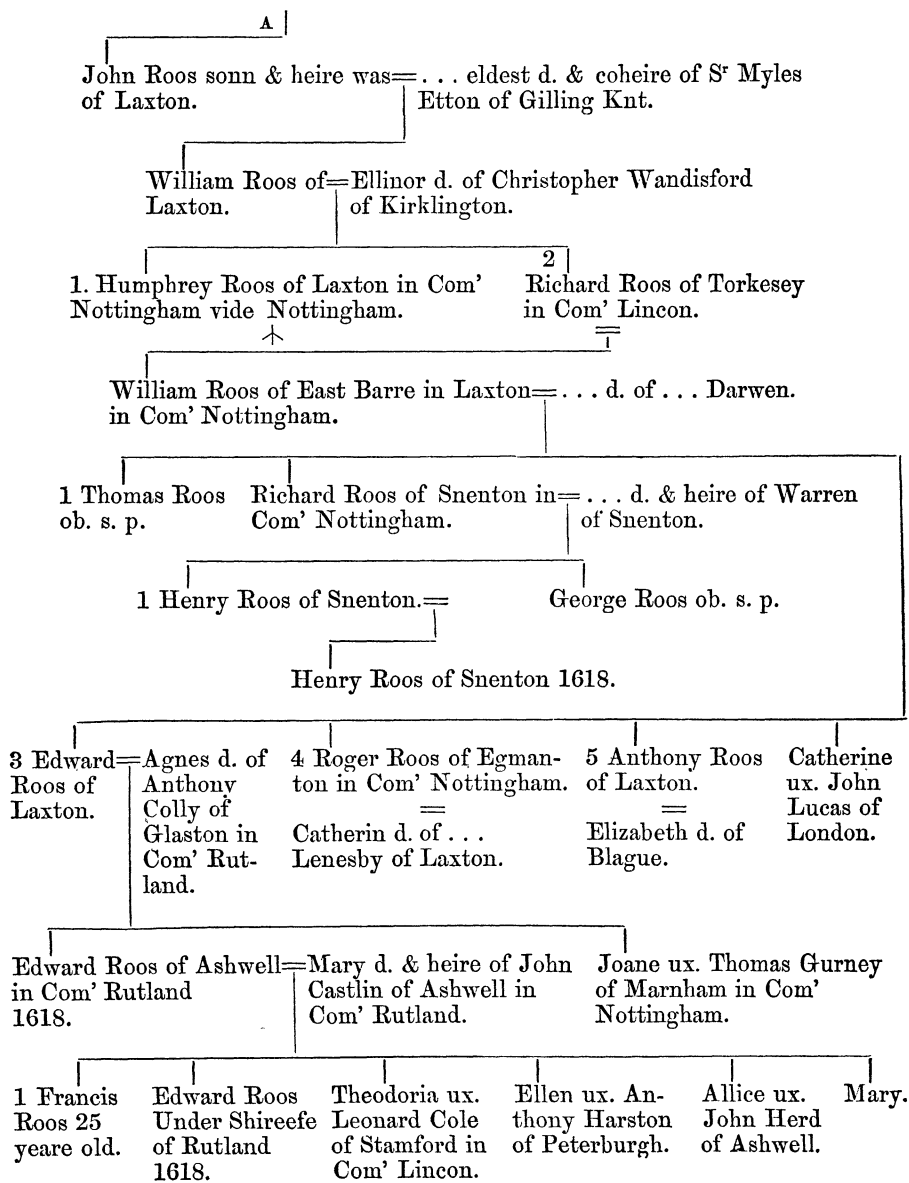 A
John Roos sonn & heire was=. . . eldest d. & coheire of Sr Myles
of Laxton.
Etton of Gilling Knt.
William Roos of=Ellinor d. of Christopher Wandisford
Laxton.
of Kirklington.
1. Humphrey Roos of Laxton in Com'
Nottingham vide Nottingham.
2
Richard Roos of Torkesey
in Com' Lincon.
=
William Roos of East Barre in Laxton=. . . d. of . . . Darwen.
in Com' Nottingham.
1 Thomas Roos
ob. s. p.
Richard Roos of Snenton in=. . . d. & heire of Warren
Com' Nottingham.
of Snenton.
1 Henry Roos of Snenton.=
George Roos ob. s. p.
Henry Roos of Snenton 1618.
3 Edward=Agnes d. of
Roos of
Laxton.
Anthony
Colly of
Glaston in
Com' Rut-
land.
4 Roger Roos of Egman-
ton in Com' Nottingham.
=
Catherin d. of . . .
Lenesby of Laxton.
5 Anthony Roos
of Laxton.
=
Elizabeth d. of
Blague.
Catherine
ux. John
Lucas of
London.
Edward Roos of Ashwell=Mary d. & heire of John
in Com' Rutland
1618.
Castlin of Ashwell in
Com' Rutland.
Joane ux. Thomas Gurney
of Marnham in Com'
Nottingham.
1 Francis
Roos 25
yeare old.
Edward Roos
Under Shireefe
of Rutland
1618.
Theodoria ux.
Leonard Cole
of Stamford in
Com' Lincon.
Ellen ux. An-
thony Harston
of Peterburgh.
Allice ux.
John Herd
of Ashwell.
Mary.